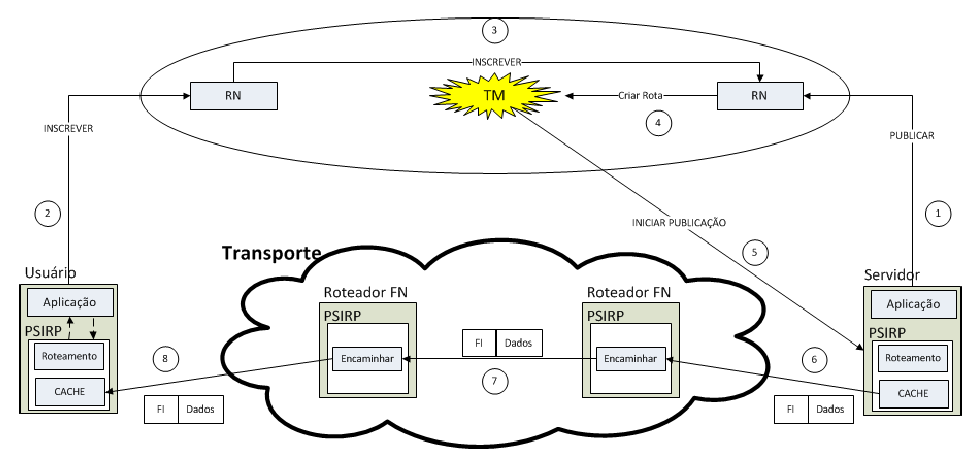 3
INSCREVER
RN
TM
Criar Rota
RN
4
INSCREVER
PUBLICAR
2
1
INICIAR PUBLICAÇÃO
5
Transporte
Usuário
Servidor
Aplicação
PSIRP
Roteamento
CACHE
Roteador FN
PSIRP
Encaminhar
Roteador FN
PSIRP
Encaminhar
Aplicação
PSIRP
Roteamento
CACHE
FI Dados
7
8
6
FI Dados
FI Dados